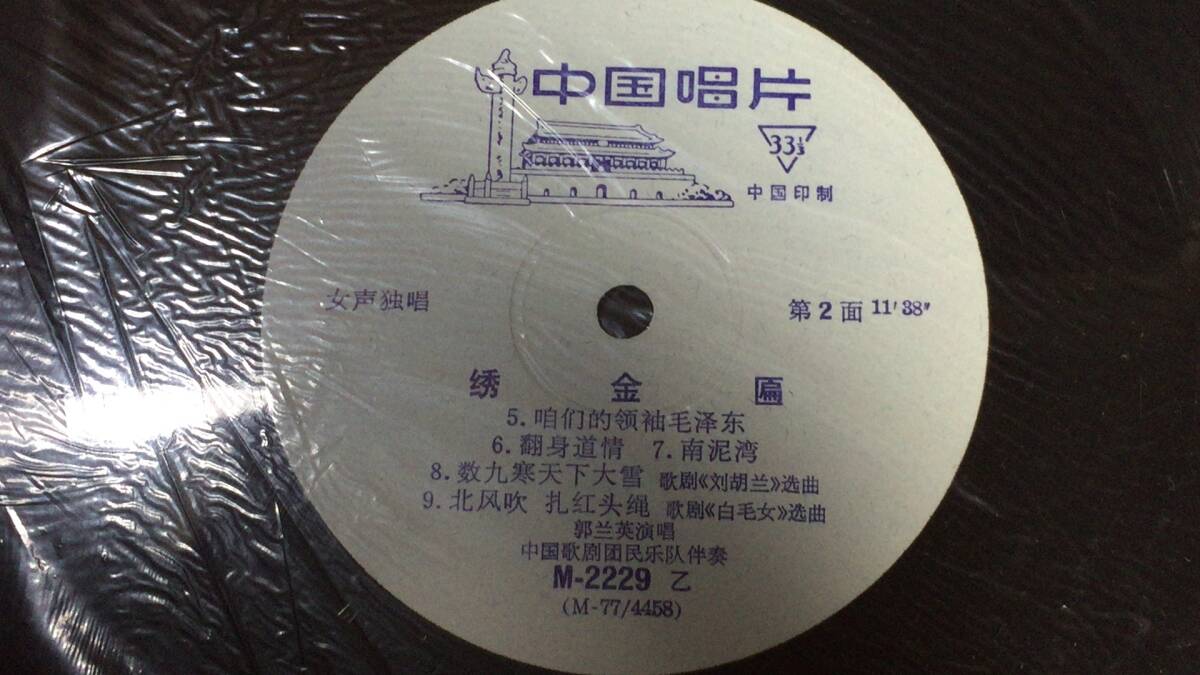 中国唱片
33⅓
中国印制
女声独唱
第2面 11′38″
绣金匾
5.咱们的领袖毛泽东
6.翻身道情 7.南泥湾
8.数九寒天下大雪 歌剧《刘胡兰》选曲
9.北风吹 扎红头绳 歌剧《白毛女》选曲
郭兰英演唱
中国歌剧团民乐队伴奏
M-2229 乙
(M-77/4458)